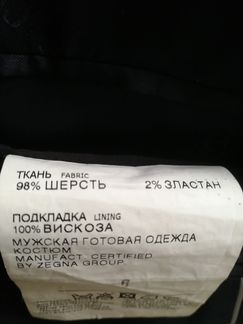 ТКАНЬ FABRIC
98% ШЕРСТЬ 2% ЭЛАСТАН
ПОДКЛАДКА LINING
100% ВИСКОЗА
МУЖСКАЯ ГОТОВАЯ ОДЕЖДА
КОСТЮМ
MANUFACT. CERTIFIED
BY ZEGNA GROUP